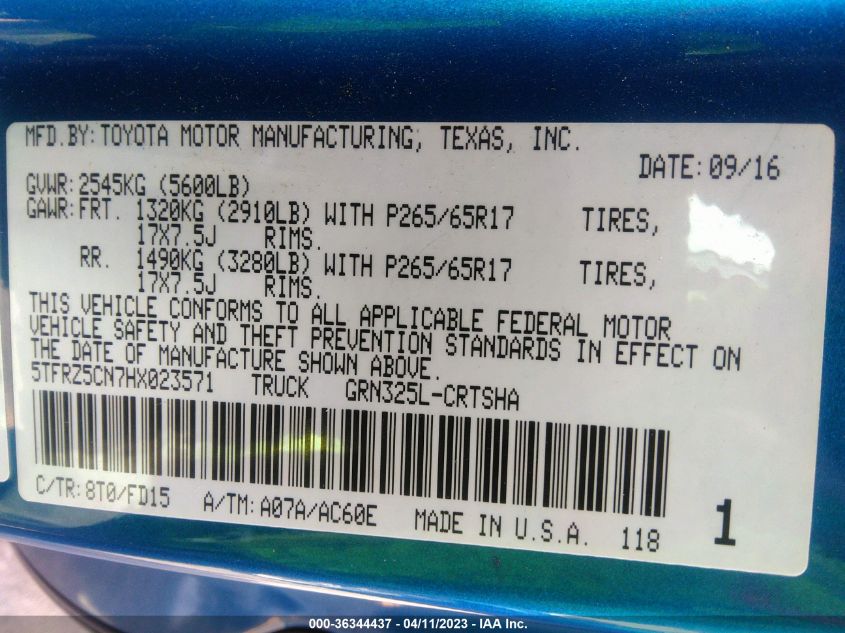 MFD.BY:TOYOTA MOTOR MANUFACTURING, TEXAS, INC.
DATE:09/16
GVWR:2545KG (5600LB)
GAWR:FRT. 1320KG (2910LB) WITH P265/65R17 TIRES,
17X7.5J RIMS.
RR. 1490KG (3280LB) WITH P265/65R17 TIRES,
17X7.5J RIMS.
THIS VEHICLE CONFORMS TO ALL APPLICABLE FEDERAL MOTOR
VEHICLE SAFETY AND THEFT PREVENTION STANDARDS IN EFFECT ON
THE DATE OF MANUFACTURE SHOWN ABOVE.
5TFRZ5CN7HX023571 TRUCK GRN325L-CRTSHA
C/TR:8T0/FD15 A/TM:A07A/AC60E MADE IN U.S.A. 118 1
000-36344437 - 04/11/2023 - IAA Inc.